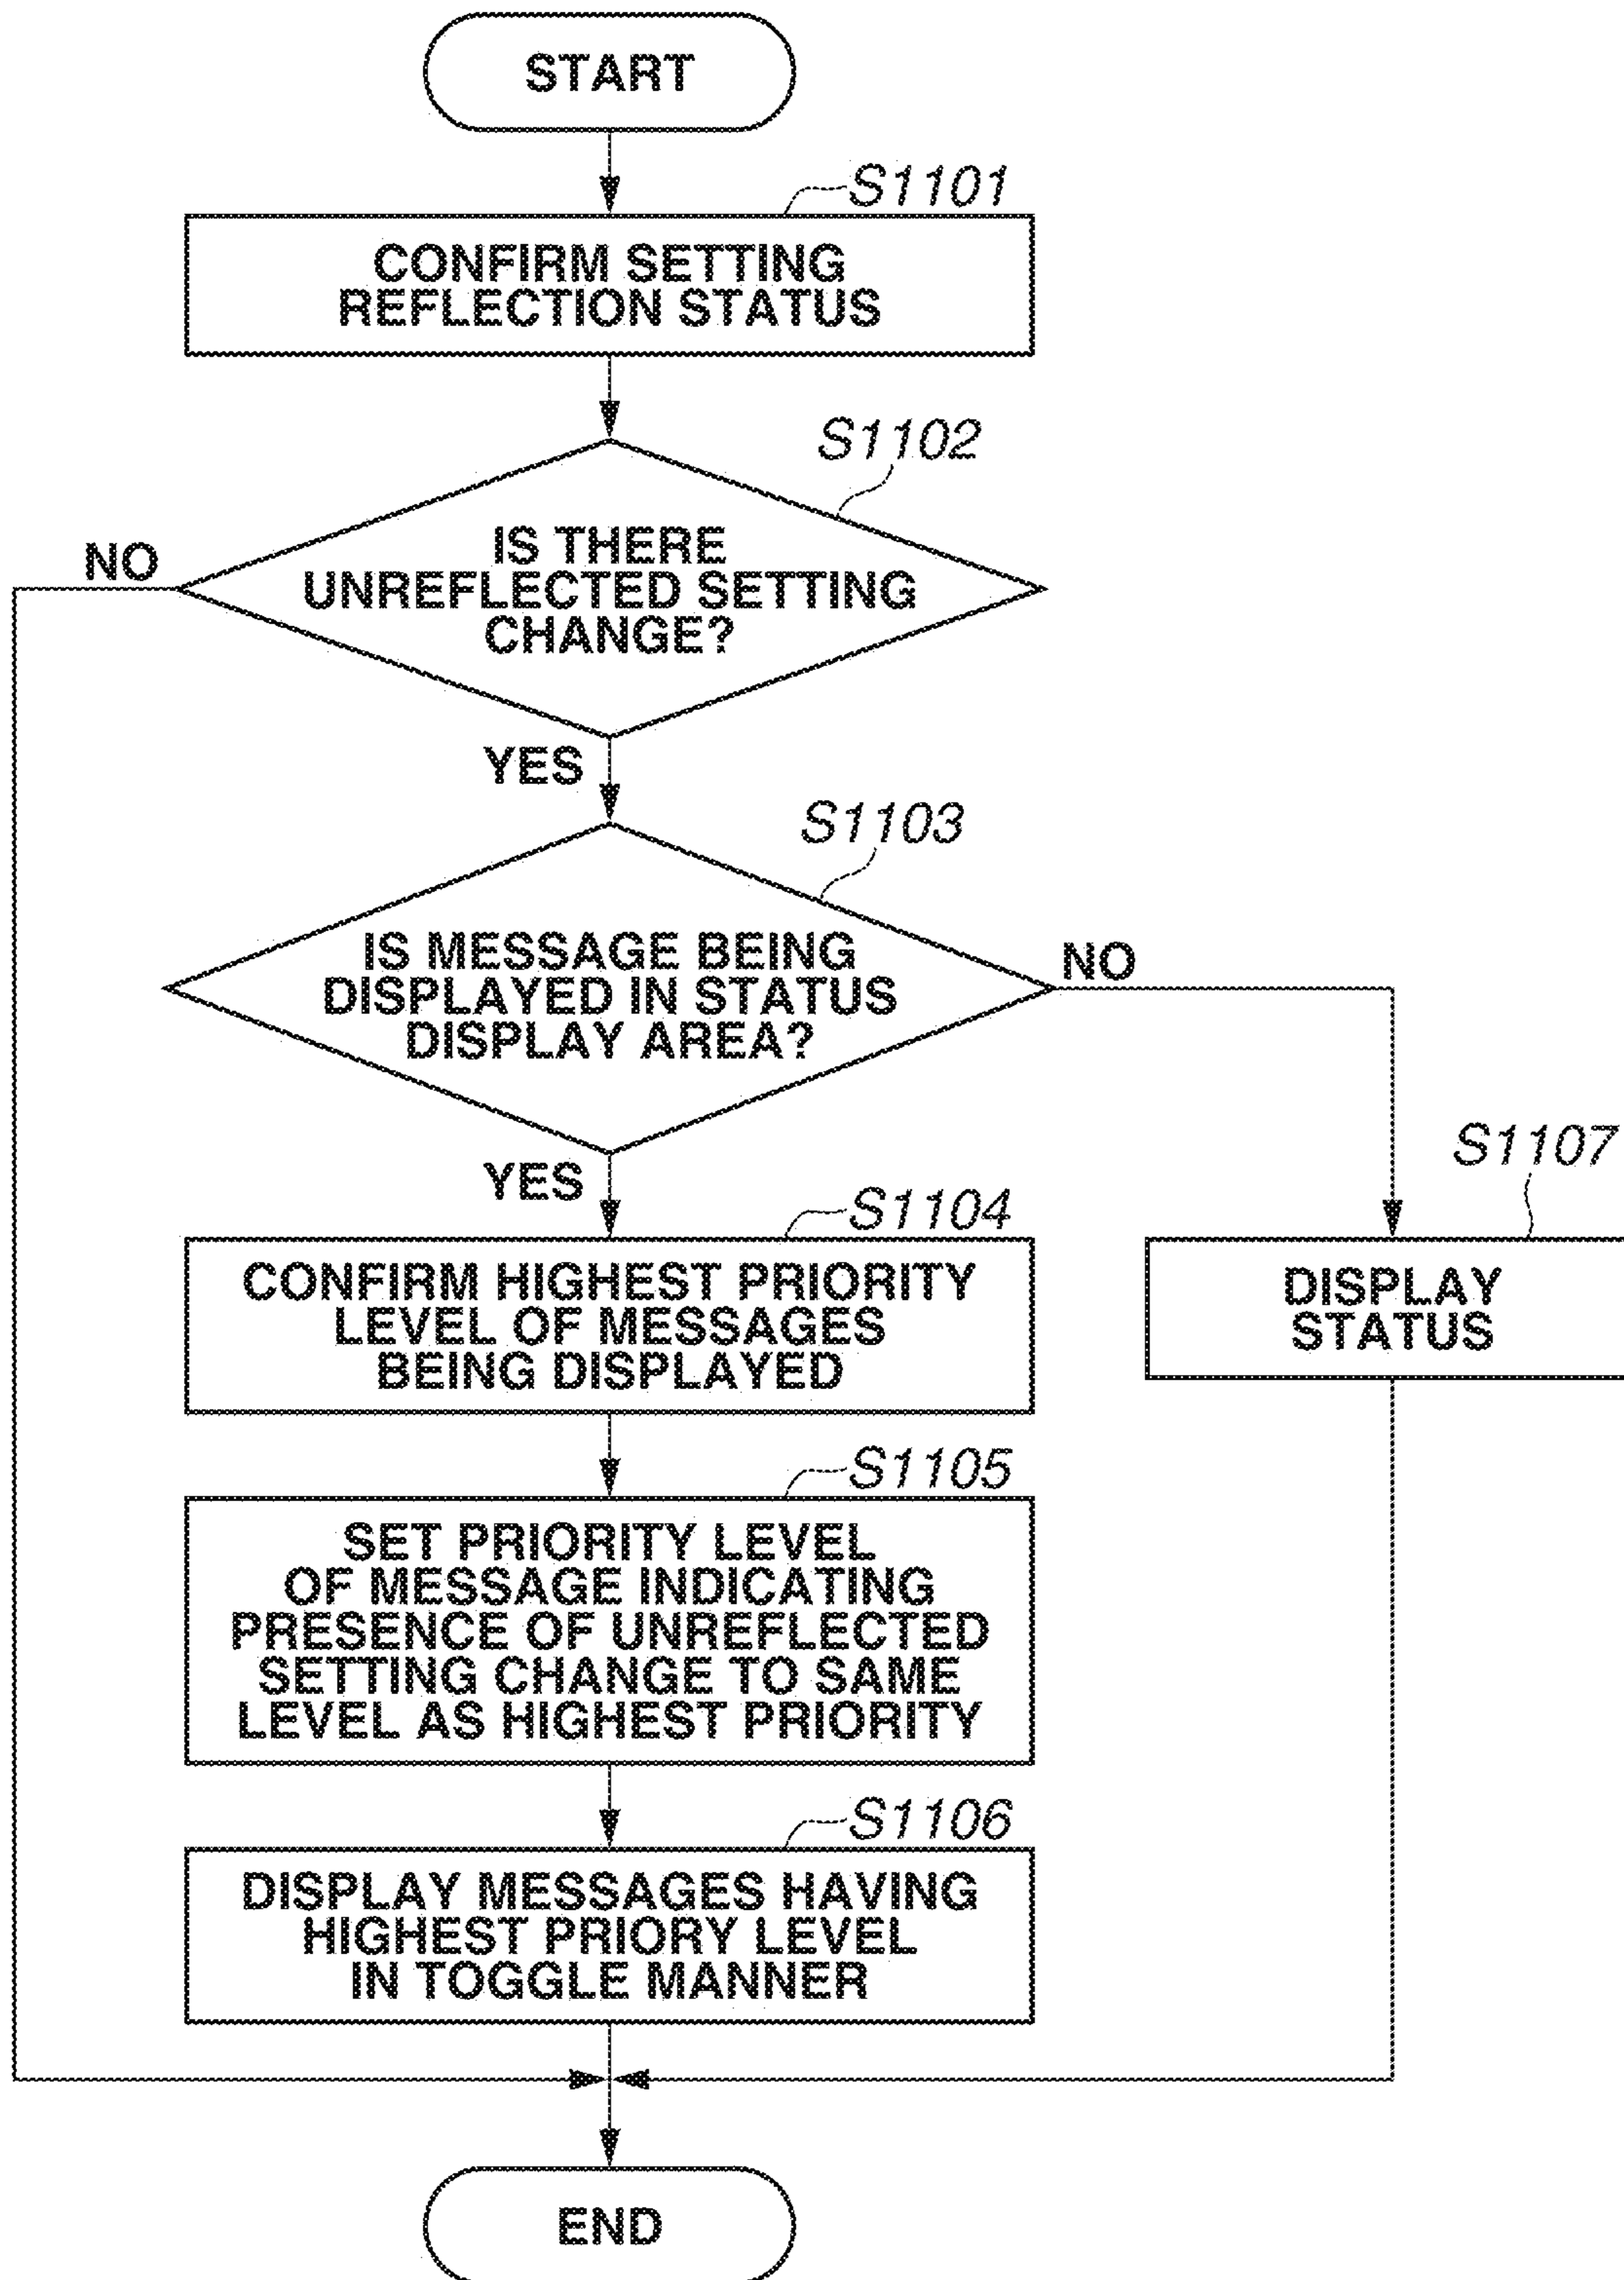 START
S1101
CONFIRM SETTING
REFLECTION STATUS
S1102
IS THERE
UNREFLECTED SETTING
CHANGE?
NO
YES
S1103
IS MESSAGE BEING
DISPLAYED IN STATUS
DISPLAY AREA?
NO
YES
S1104
CONFIRM HIGHEST PRIORITY
LEVEL OF MESSAGES
BEING DISPLAYED
S1107
DISPLAY
STATUS
S1105
SET PRIORITY LEVEL
OF MESSAGE INDICATING
PRESENCE OF UNREFLECTED
SETTING CHANGE TO SAME
LEVEL AS HIGHEST PRIORITY
S1106
DISPLAY MESSAGES HAVING
HIGHEST PRIORY LEVEL
IN TOGGLE MANNER
END